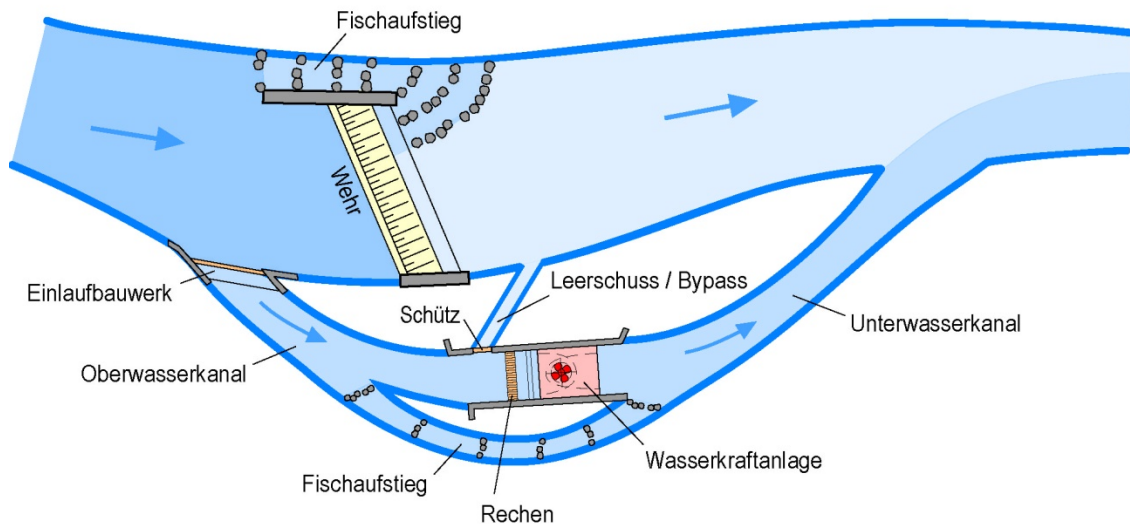 Fischaufstieg
Wehr
Einlaufbauwerk
Leerschuss / Bypass
Schütz
Unterwasserkanal
Oberwasserkanal
Wasserkraftanlage
Fischaufstieg
Rechen